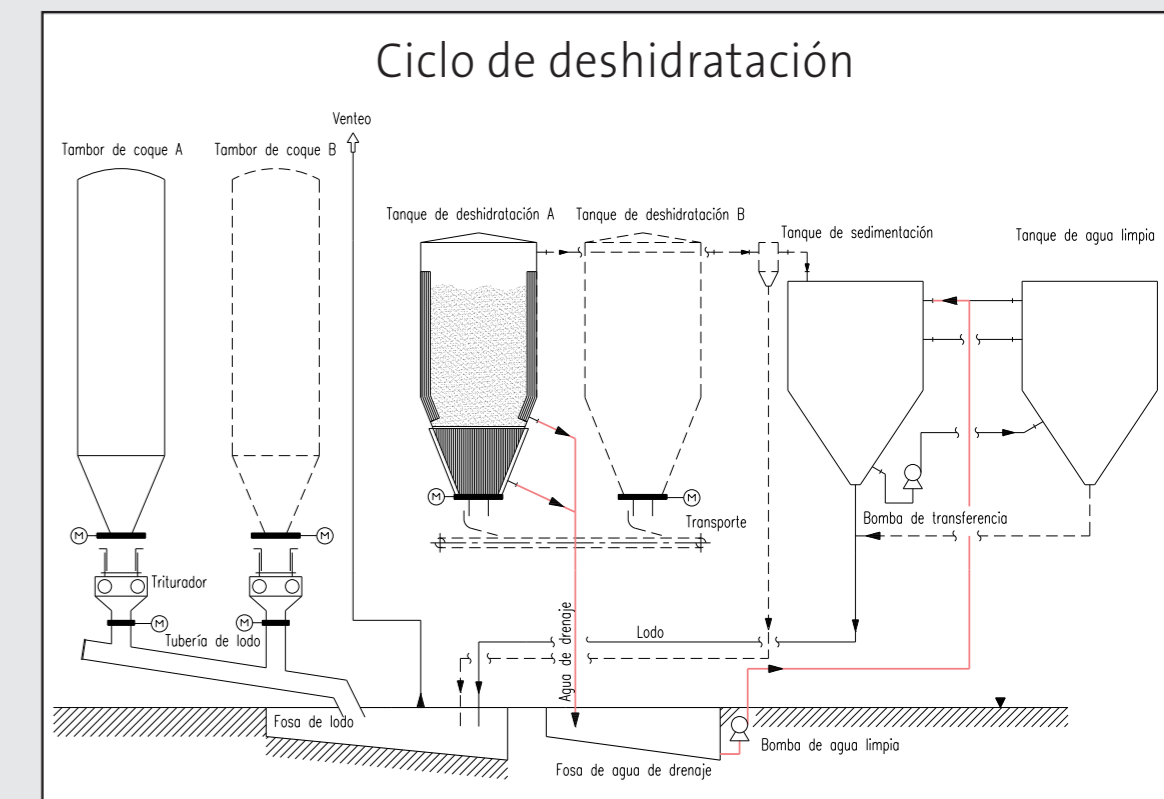 Ciclo de deshidratación
Venteo
Tambor de coque A
Tambor de coque B
Tanque de deshidratación A
Tanque de deshidratación B
Tanque de sedimentación
Tanque de agua limpia
M
M
M
M
Transporte
Bomba de transferencia
Triturador
M
M
Tubería de lodo
Lodo
Agua de drenaje
Fosa de lodo
Bomba de agua limpia
Fosa de agua de drenaje